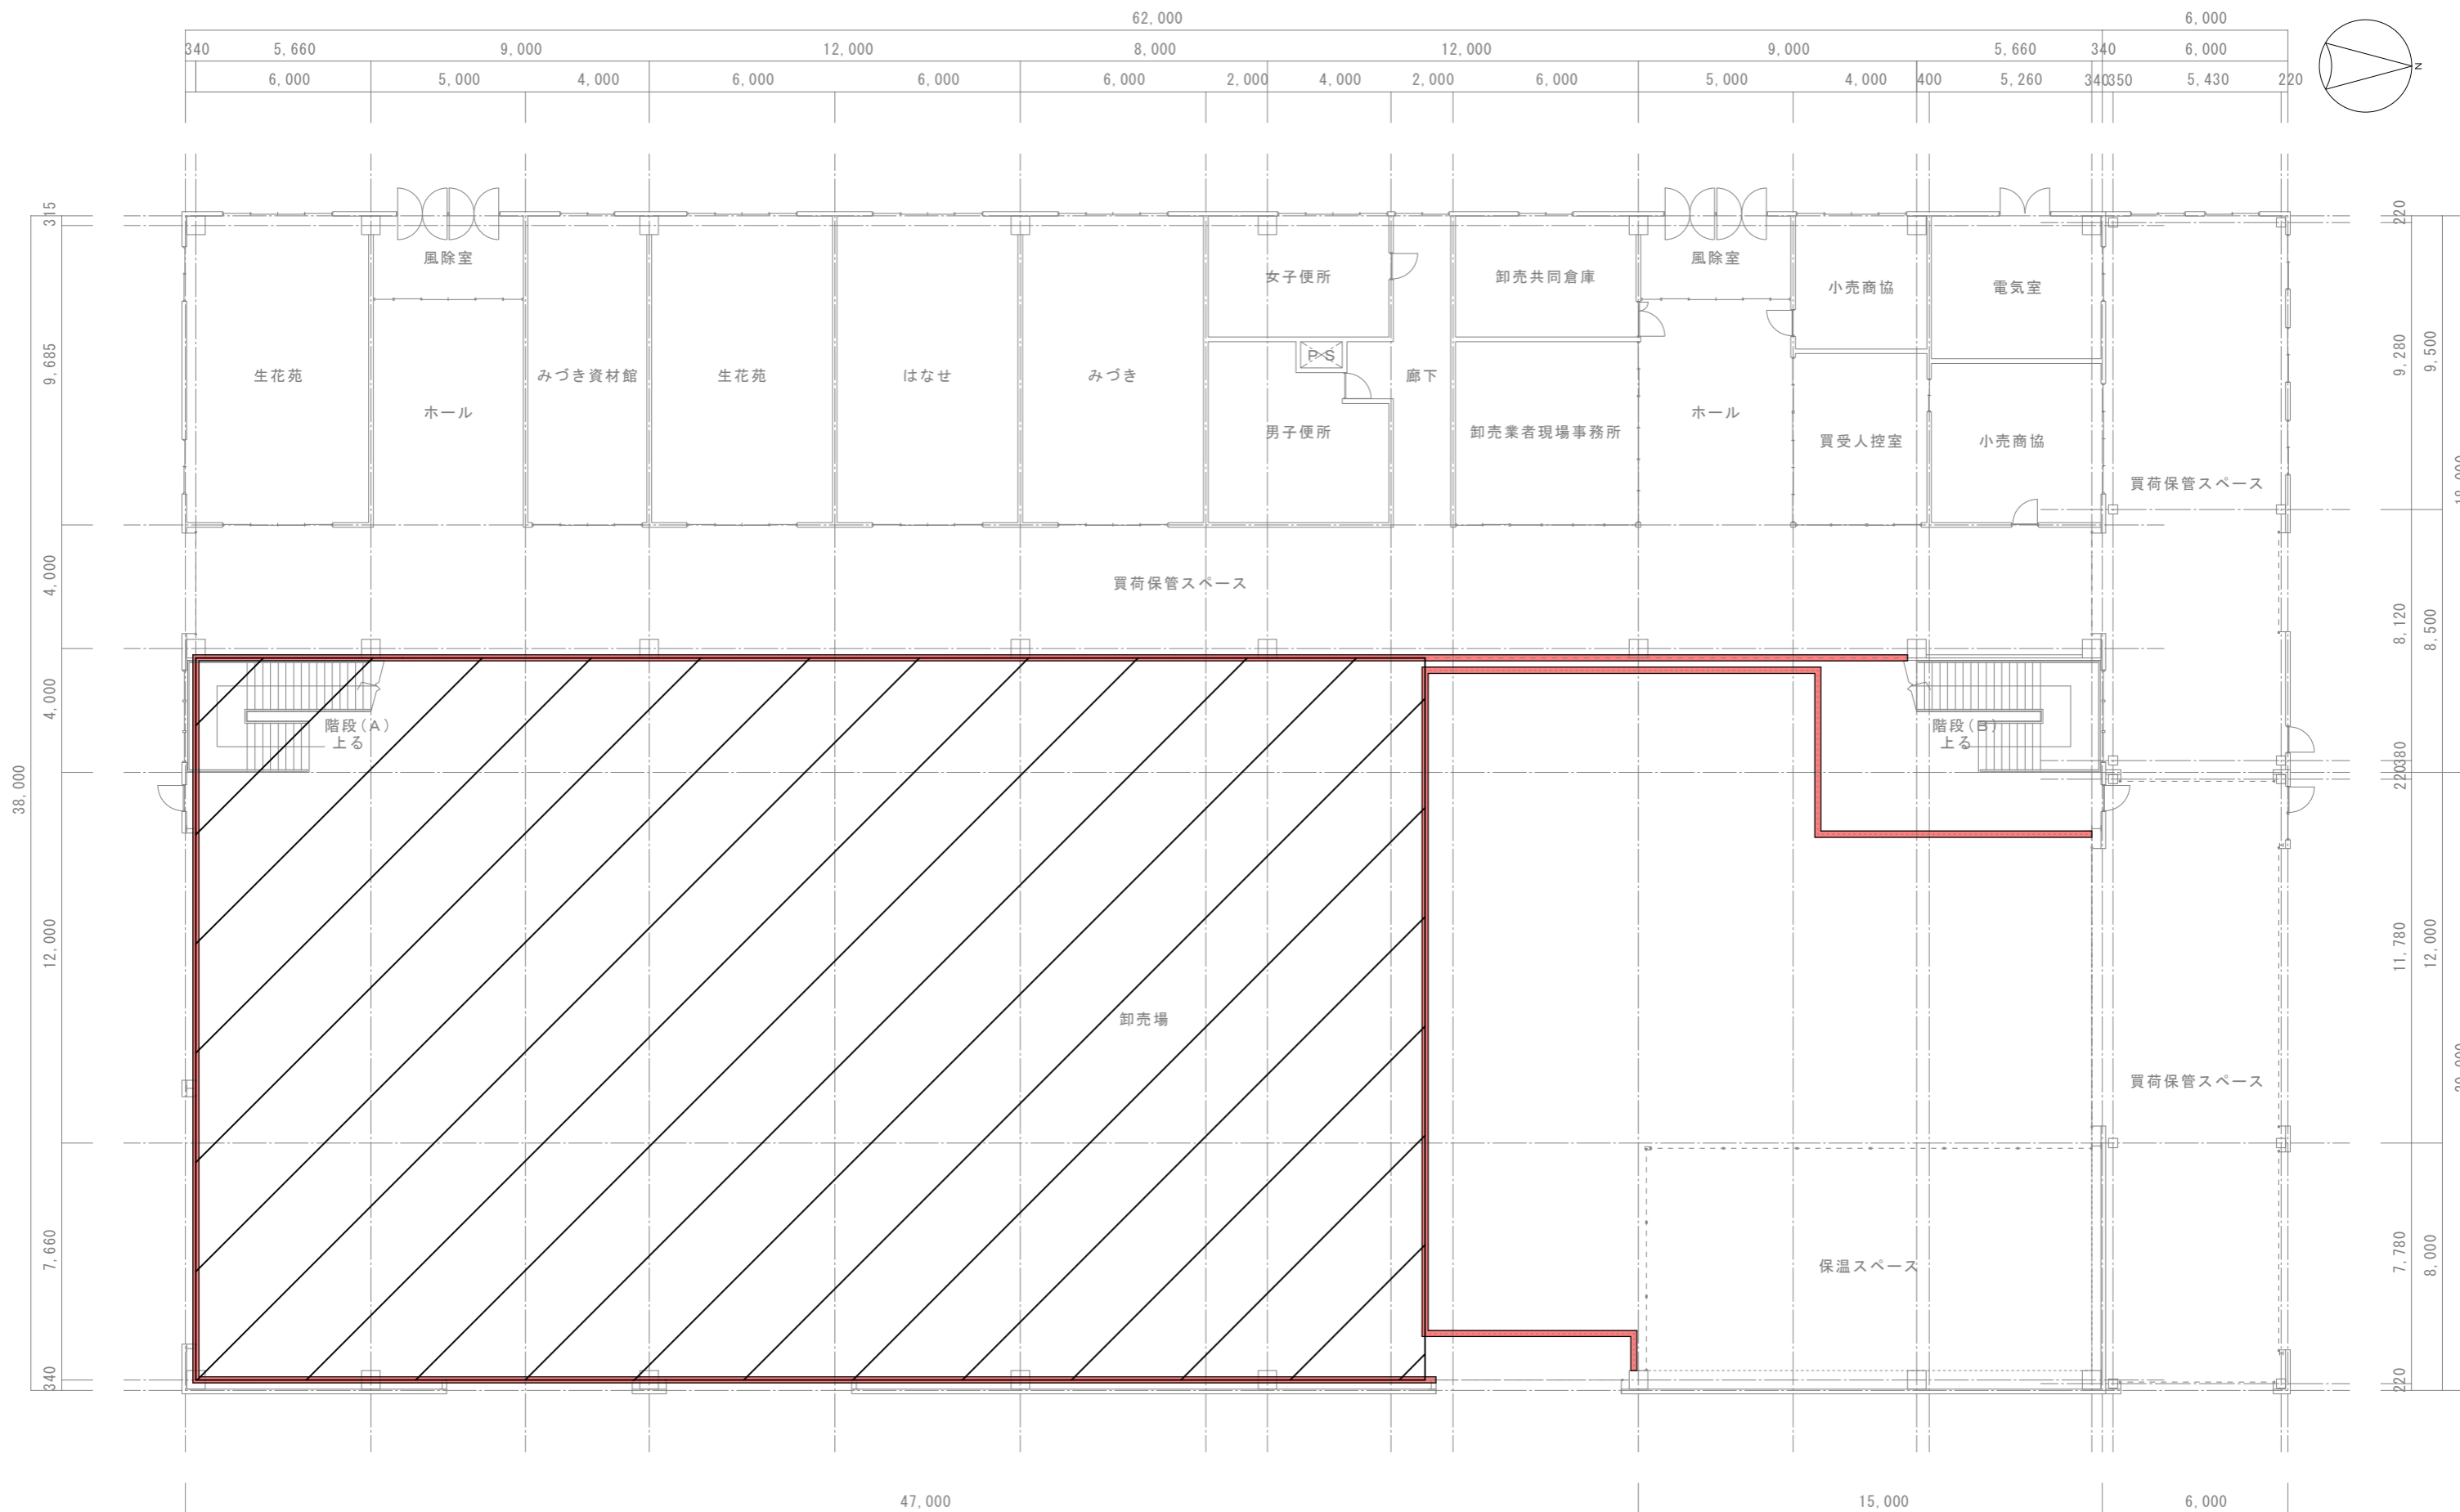 62,000 6,000
340 5,660 9,000 12,000 8,000 12,000 9,000 5,660 340 6,000
6,000 5,000 4,000 6,000 6,000 6,000 2,000 4,000 2,000 6,000 5,000 4,000 400 5,260 340 350 5,430 220
N
315
9,685
4,000
4,000
12,000
7,660
340
38,000
風除室
風除室
女子便所
卸売共同倉庫
小売商協
電気室
生花苑
ホール
みづき資材館
生花苑
はなせ
みづき
PS
廊下
男子便所
卸売業者現場事務所
ホール
買受人控室
小売商協
買荷保管スペース
買荷保管スペース
階段(A)
上る
階段(B)
上る
卸売場
買荷保管スペース
保温スペース
220
9,280
8,120
380
220
11,780
7,780
220
9,500
8,500
12,000
8,000
18,000
47,000 15,000 6,000